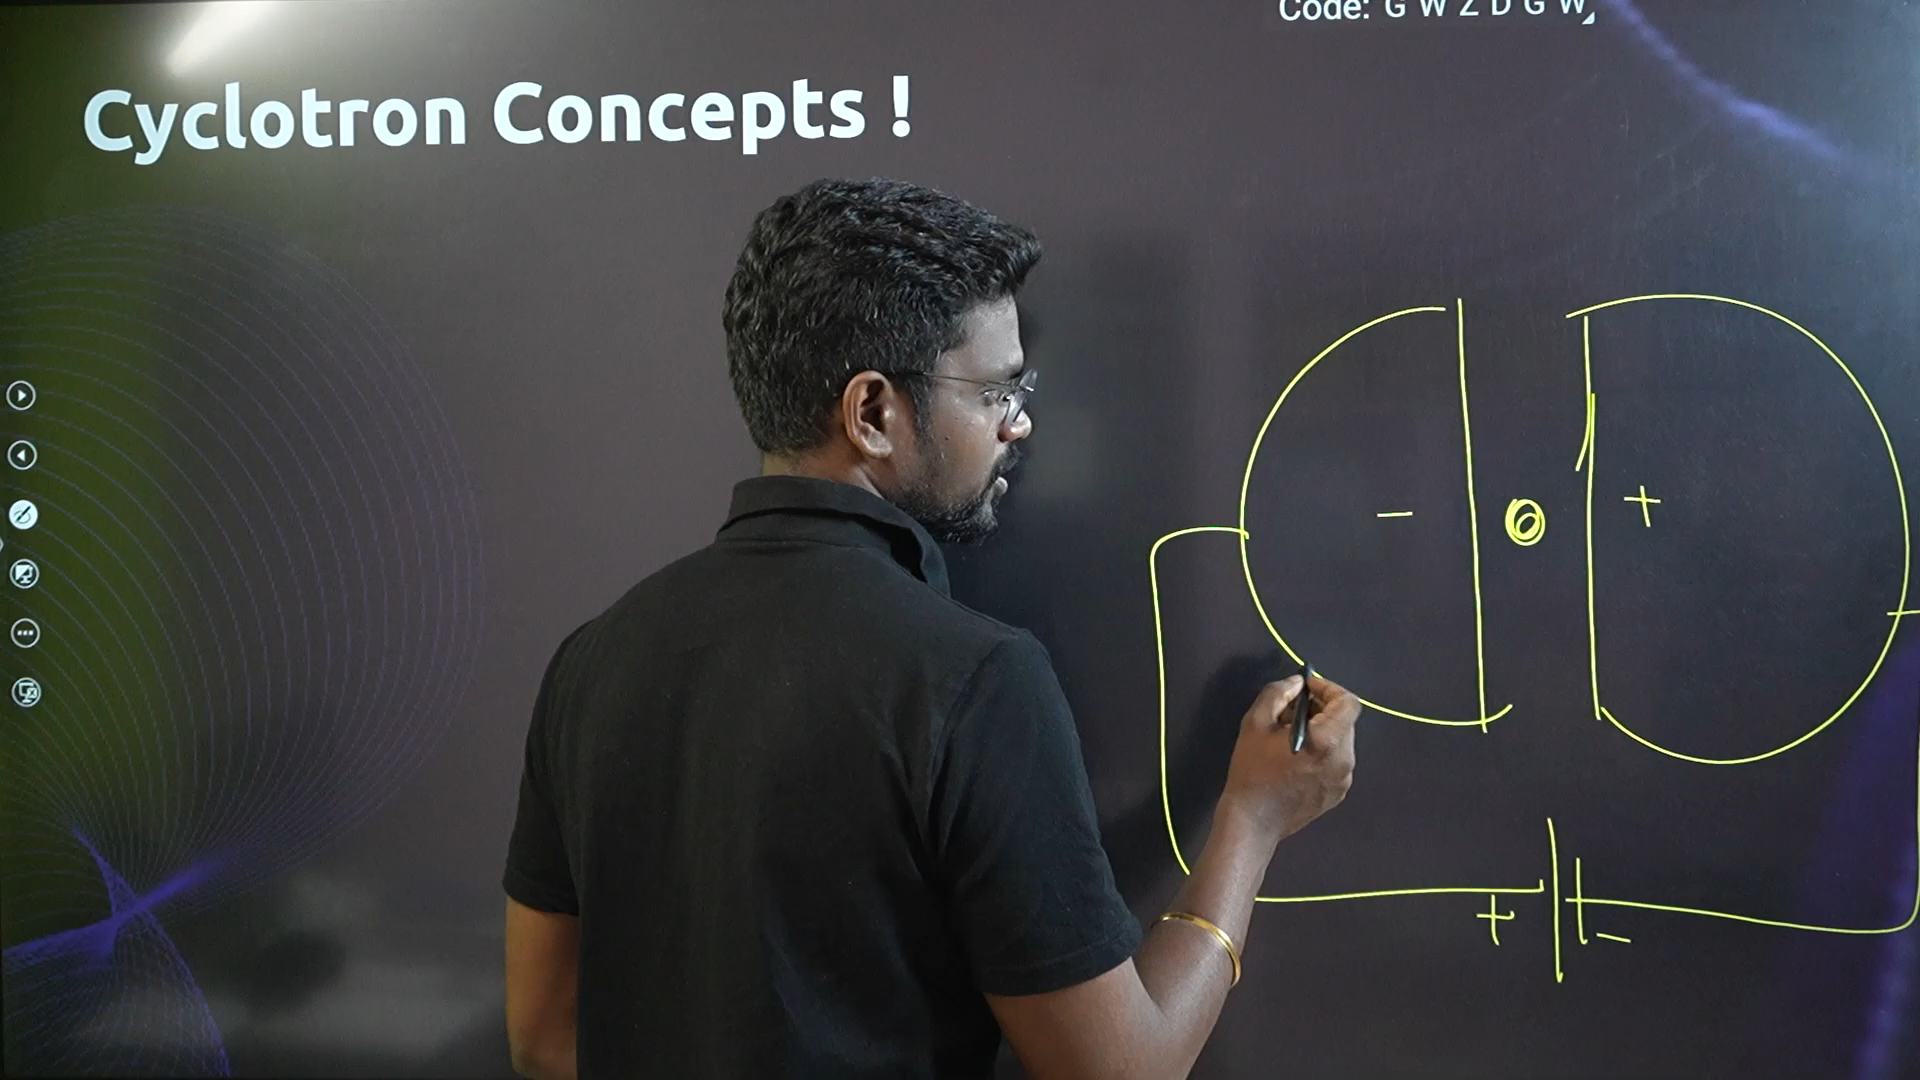 Code: G W Z D G W
Cyclotron Concepts !
− +
+ −